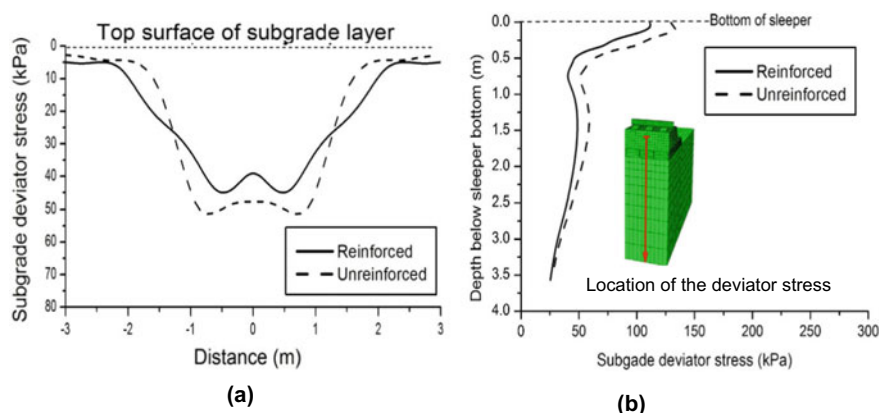 Top surface of subgrade layer
Subgrade deviator stress (kPa)
0
10
20
30
40
50
60
70
80
Reinforced
Unreinforced
-3 -2 -1 0 1 2 3
Distance (m)
(a)
Bottom of sleeper
Depth below sleeper bottom (m)
0.0
0.5
1.0
1.5
2.0
2.5
3.0
3.5
4.0
Reinforced
Unreinforced
Location of the deviator stress
0 50 100 150 200 250 300
Subgade deviator stress (kPa)
(b)